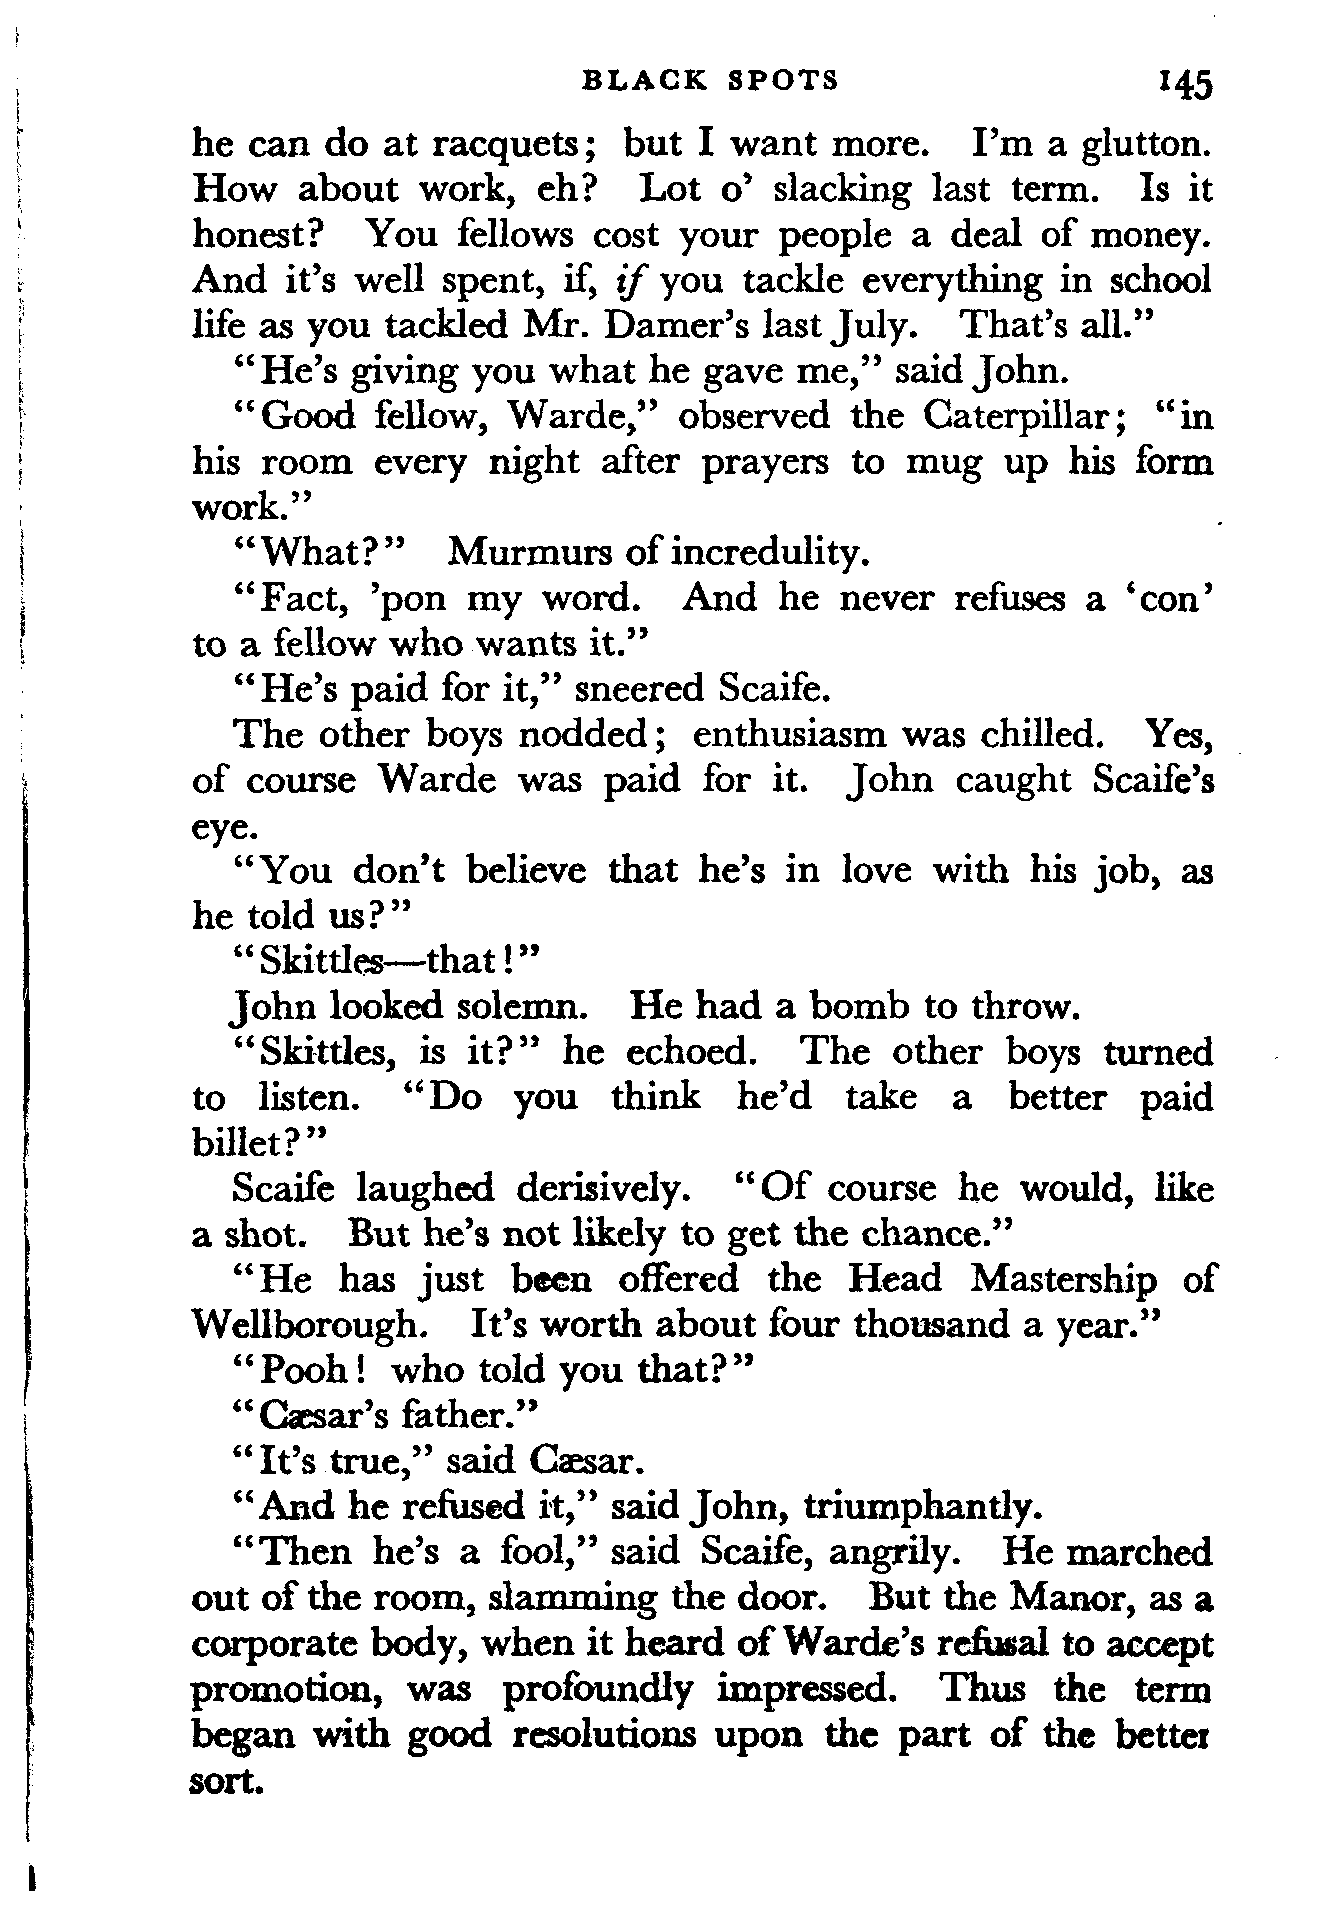 BLACK SPOTS 145
he can do at racquets; but I want more. I'm a glutton.
How about work, eh? Lot o' slacking last term. Is it
honest? You fellows cost your people a deal of money.
And it's well spent, if, if you tackle everything in school
life as you tackled Mr. Damer's last July. That's all."
"He's giving you what he gave me," said John.
"Good fellow, Warde," observed the Caterpillar; "in
his room every night after prayers to mug up his form
work."
"What?" Murmurs of incredulity.
"Fact, 'pon my word. And he never refuses a 'con'
to a fellow who wants it."
"He's paid for it," sneered Scaife.
The other boys nodded; enthusiasm was chilled. Yes,
of course Warde was paid for it. John caught Scaife's
eye.
"You don't believe that he's in love with his job, as
he told us?"
"Skittles—that!"
John looked solemn. He had a bomb to throw.
"Skittles, is it?" he echoed. The other boys turned
to listen. "Do you think he'd take a better paid
billet?"
Scaife laughed derisively. "Of course he would, like
a shot. But he's not likely to get the chance."
"He has just been offered the Head Mastership of
Wellborough. It's worth about four thousand a year."
"Pooh! who told you that?"
"Cæsar's father."
"It's true," said Cæsar.
"And he refused it," said John, triumphantly.
"Then he's a fool," said Scaife, angrily. He marched
out of the room, slamming the door. But the Manor, as a
corporate body, when it heard of Warde's refusal to accept
promotion, was profoundly impressed. Thus the term
began with good resolutions upon the part of the better
sort.